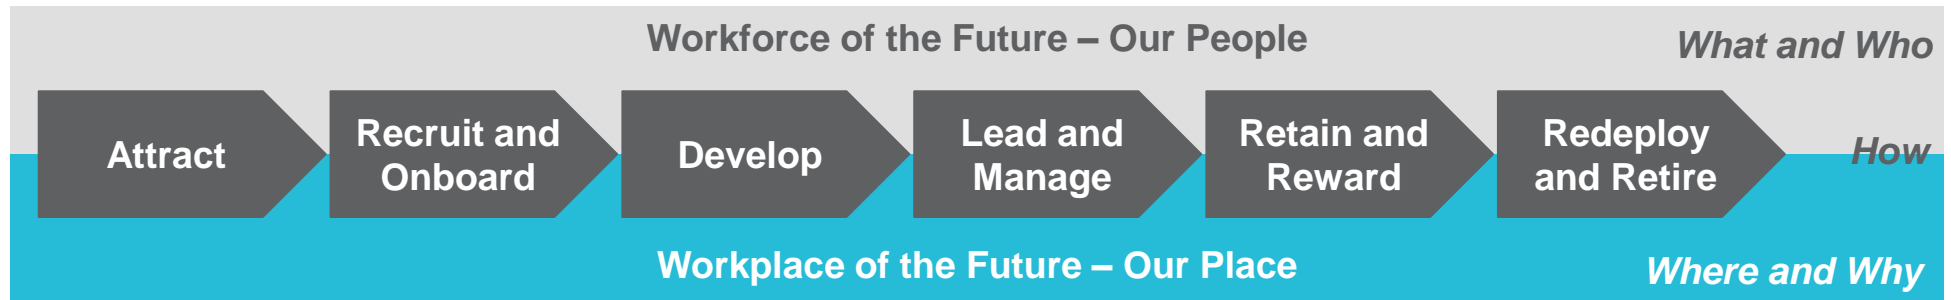 Workforce of the Future – Our People
What and Who
Attract
Recruit and
Onboard
Develop
Lead and
Manage
Retain and
Reward
Redeploy
and Retire
How
Workplace of the Future – Our Place
Where and Why